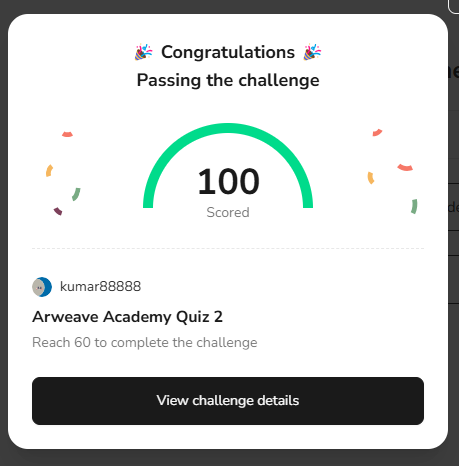 🎉 Congratulations 🎉
Passing the challenge
100
Scored
kumar88888
Arweave Academy Quiz 2
Reach 60 to complete the challenge
View challenge details